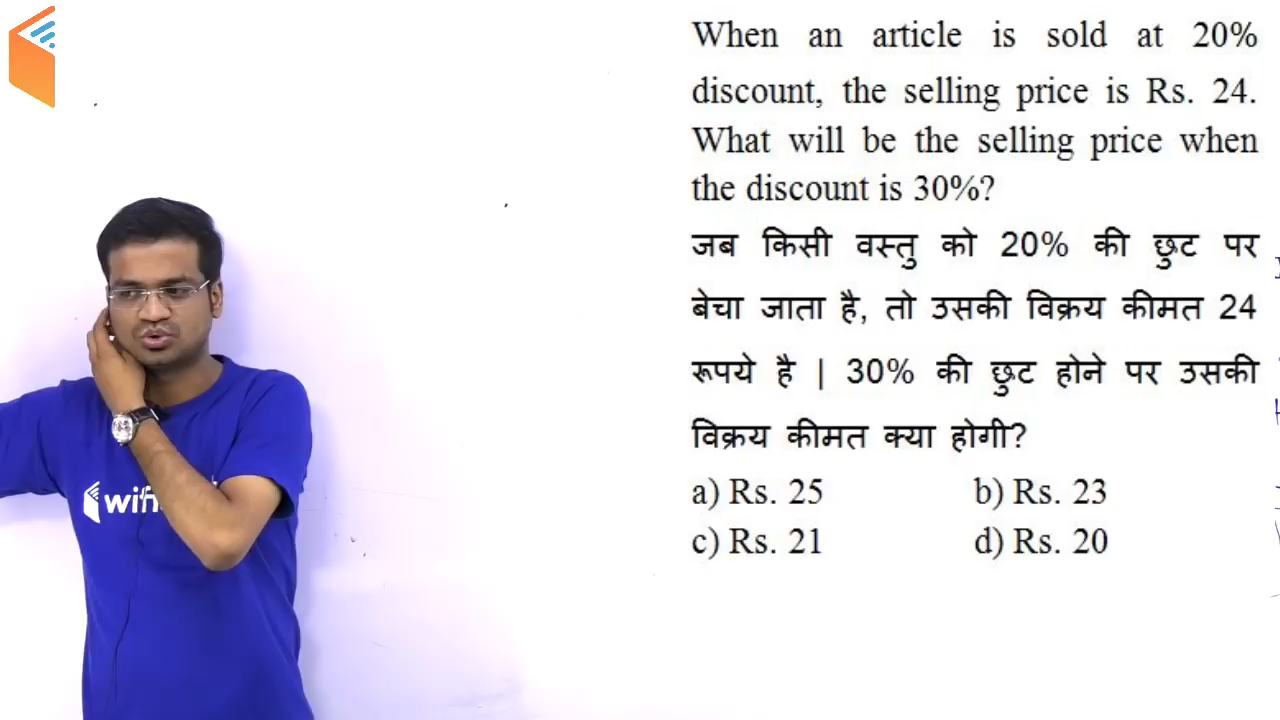 When an article is sold at 20%
discount, the selling price is Rs. 24.
What will be the selling price when
the discount is 30%?
जब किसी वस्तु को 20% की छुट पर
बेचा जाता है, तो उसकी विक्रय कीमत 24
रूपये है | 30% की छुट होने पर उसकी
विक्रय कीमत क्या होगी?
a) Rs. 25 b) Rs. 23
c) Rs. 21 d) Rs. 20